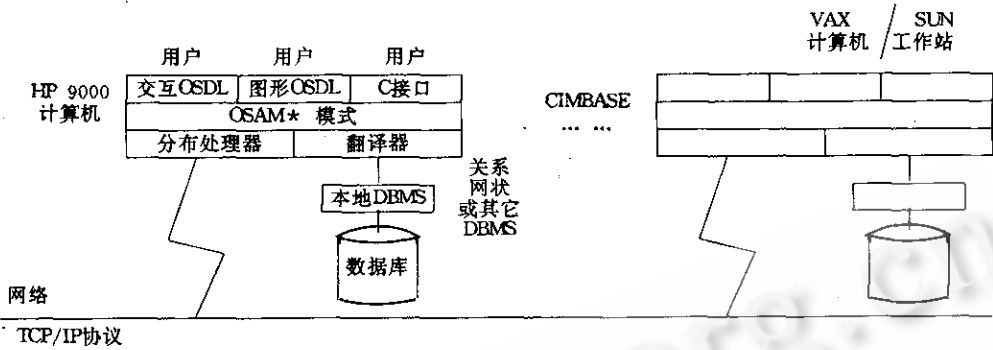 VAX / SUN
计算机 工作站
用户 用户 用户
HP 9000
计算机
交互OSDL 图形OSDL C接口
OSAM* 模式
分布处理器 翻译器
CIMBASE
... ...
关系
网状
或其它
DBMS
本地DBMS
数据库
网络
TCP/IP协议